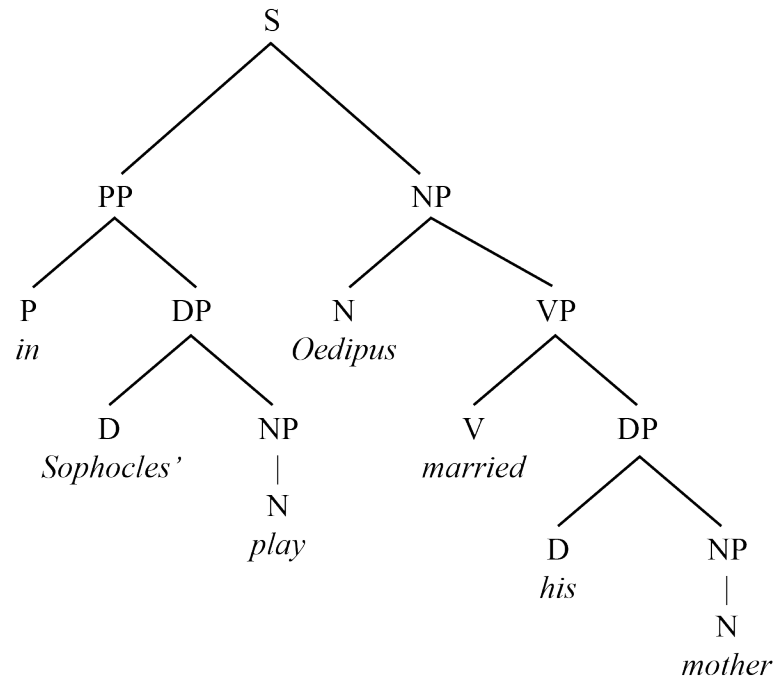 S
PP NP
P DP N VP
in Oedipus
D NP V DP
Sophocles’ married
N
play
D NP
his
N
mother